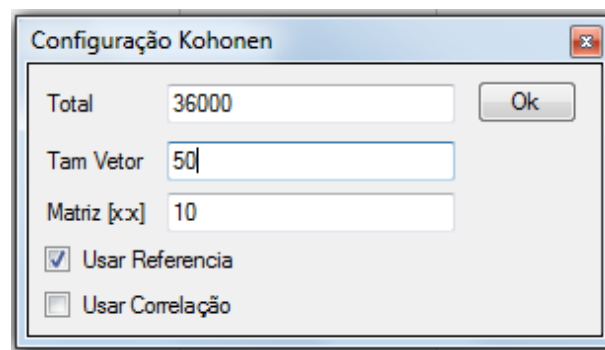 Configuração Kohonen
Total 36000 Ok
Tam Vetor 50
Matriz [x:x] 10
Usar Referencia
Usar Correlação